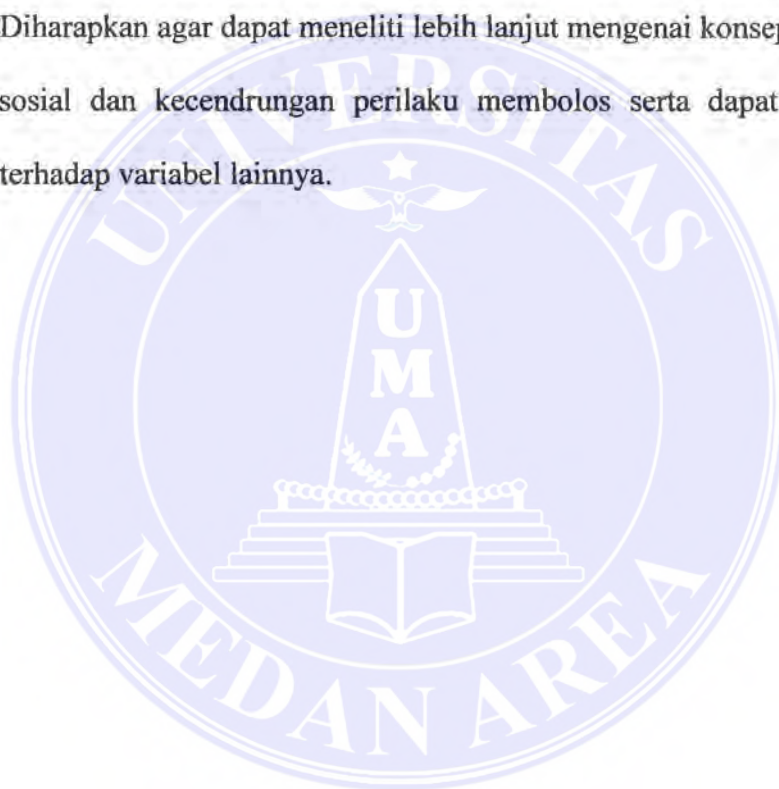 Diharapkan agar dapat meneliti lebih lanjut mengenai konsep
sosial dan kecendrungan perilaku membolos serta dapat
terhadap variabel lainnya.
UNIVERSITAS
UMA
MEDAN AREA